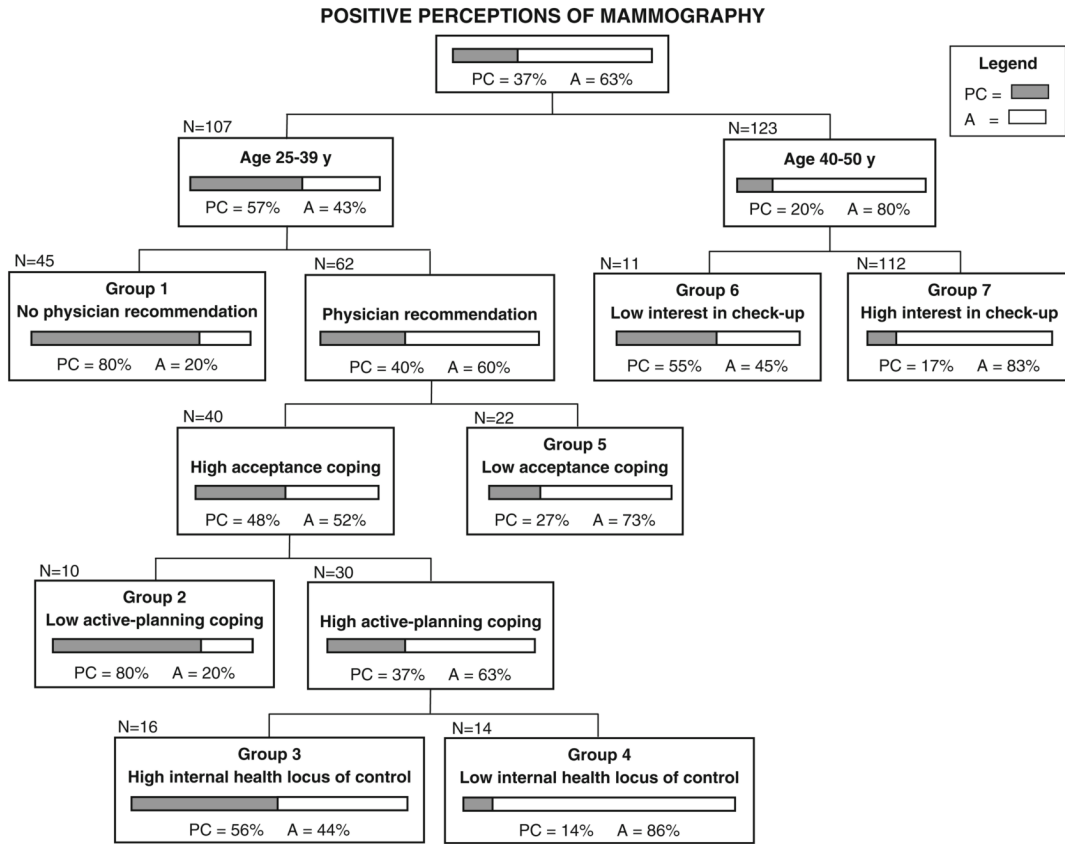 POSITIVE PERCEPTIONS OF MAMMOGRAPHY
PC = 37% A = 63%
Legend
PC =
A =
N=107
Age 25-39 y
PC = 57% A = 43%
N=123
Age 40-50 y
PC = 20% A = 80%
N=45
Group 1
No physician recommendation
PC = 80% A = 20%
N=62
Physician recommendation
PC = 40% A = 60%
N=11
Group 6
Low interest in check-up
PC = 55% A = 45%
N=112
Group 7
High interest in check-up
PC = 17% A = 83%
N=40
High acceptance coping
PC = 48% A = 52%
N=22
Group 5
Low acceptance coping
PC = 27% A = 73%
N=10
Group 2
Low active-planning coping
PC = 80% A = 20%
N=30
High active-planning coping
PC = 37% A = 63%
N=16
Group 3
High internal health locus of control
PC = 56% A = 44%
N=14
Group 4
Low internal health locus of control
PC = 14% A = 86%